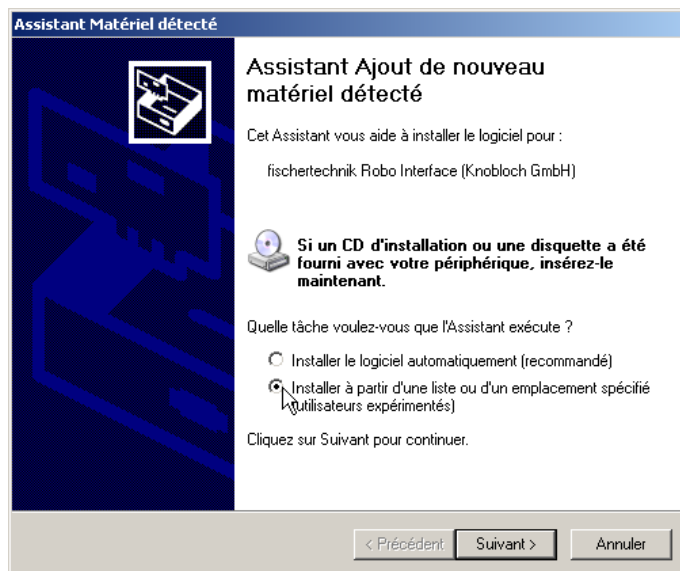 Assistant Matériel détecté
Assistant Ajout de nouveau
matériel détecté
Cet Assistant vous aide à installer le logiciel pour :
fischertechnik Robo Interface (Knobloch GmbH)
Si un CD d'installation ou une disquette a été
fourni avec votre périphérique, insérez-le
maintenant.
Quelle tâche voulez-vous que l'Assistant exécute ?
Installer le logiciel automatiquement (recommandé)
Installer à partir d'une liste ou d'un emplacement spécifié
(utilisateurs expérimentés)
Cliquez sur Suivant pour continuer.
< Précédent Suivant > Annuler